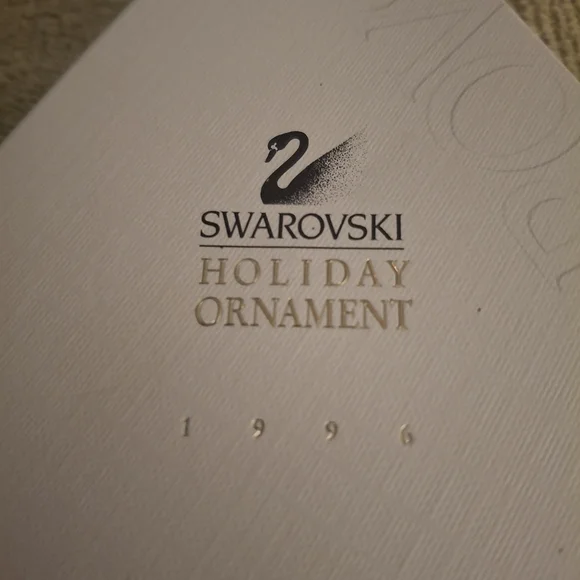 SWAROVSKI
HOLIDAY
ORNAMENT
1 9 9 6